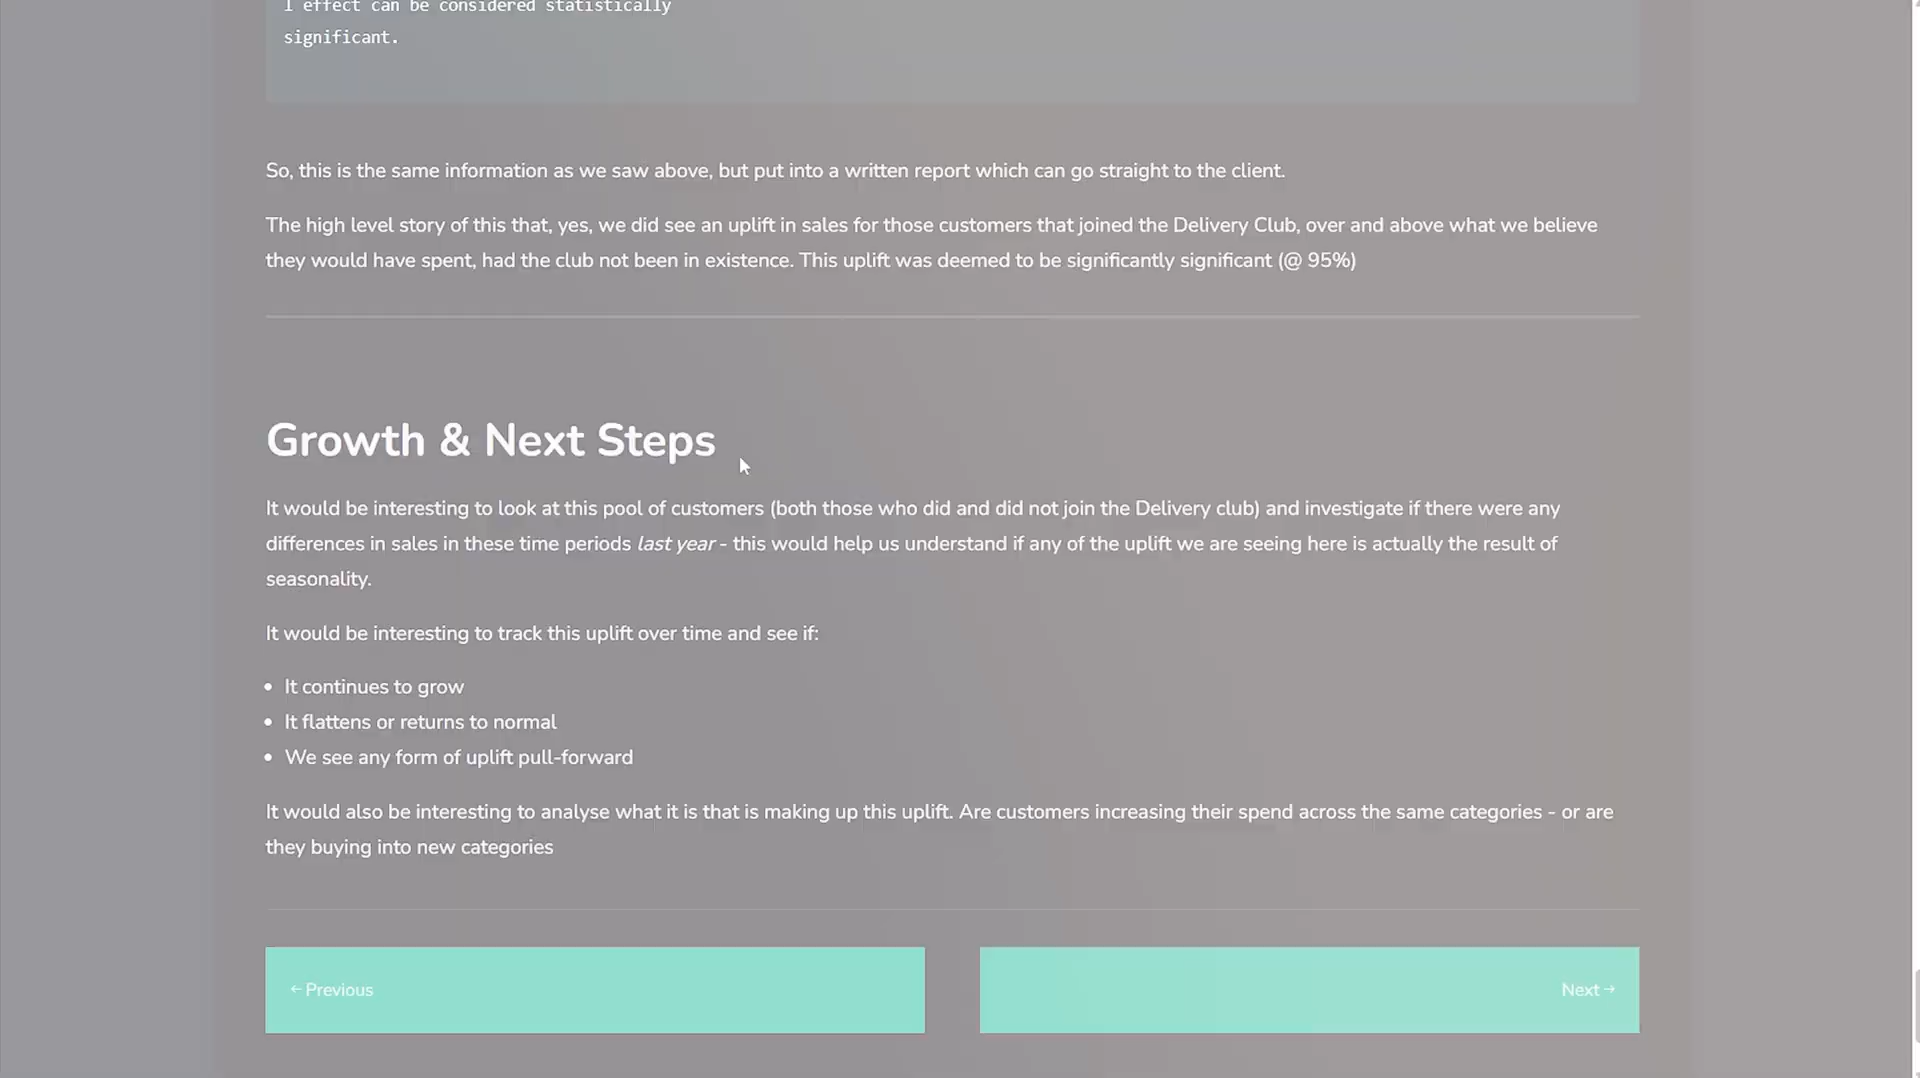 I effect can be considered statistically
significant.
So, this is the same information as we saw above, but put into a written report which can go straight to the client.
The high level story of this that, yes, we did see an uplift in sales for those customers that joined the Delivery Club, over and above what we believe
they would have spent, had the club not been in existence. This uplift was deemed to be significantly significant (@ 95%)
Growth & Next Steps
It would be interesting to look at this pool of customers (both those who did and did not join the Delivery club) and investigate if there were any
differences in sales in these time periods last year - this would help us understand if any of the uplift we are seeing here is actually the result of
seasonality.
It would be interesting to track this uplift over time and see if:
• It continues to grow
• It flattens or returns to normal
• We see any form of uplift pull-forward
It would also be interesting to analyse what it is that is making up this uplift. Are customers increasing their spend across the same categories - or are
they buying into new categories
← Previous
Next →